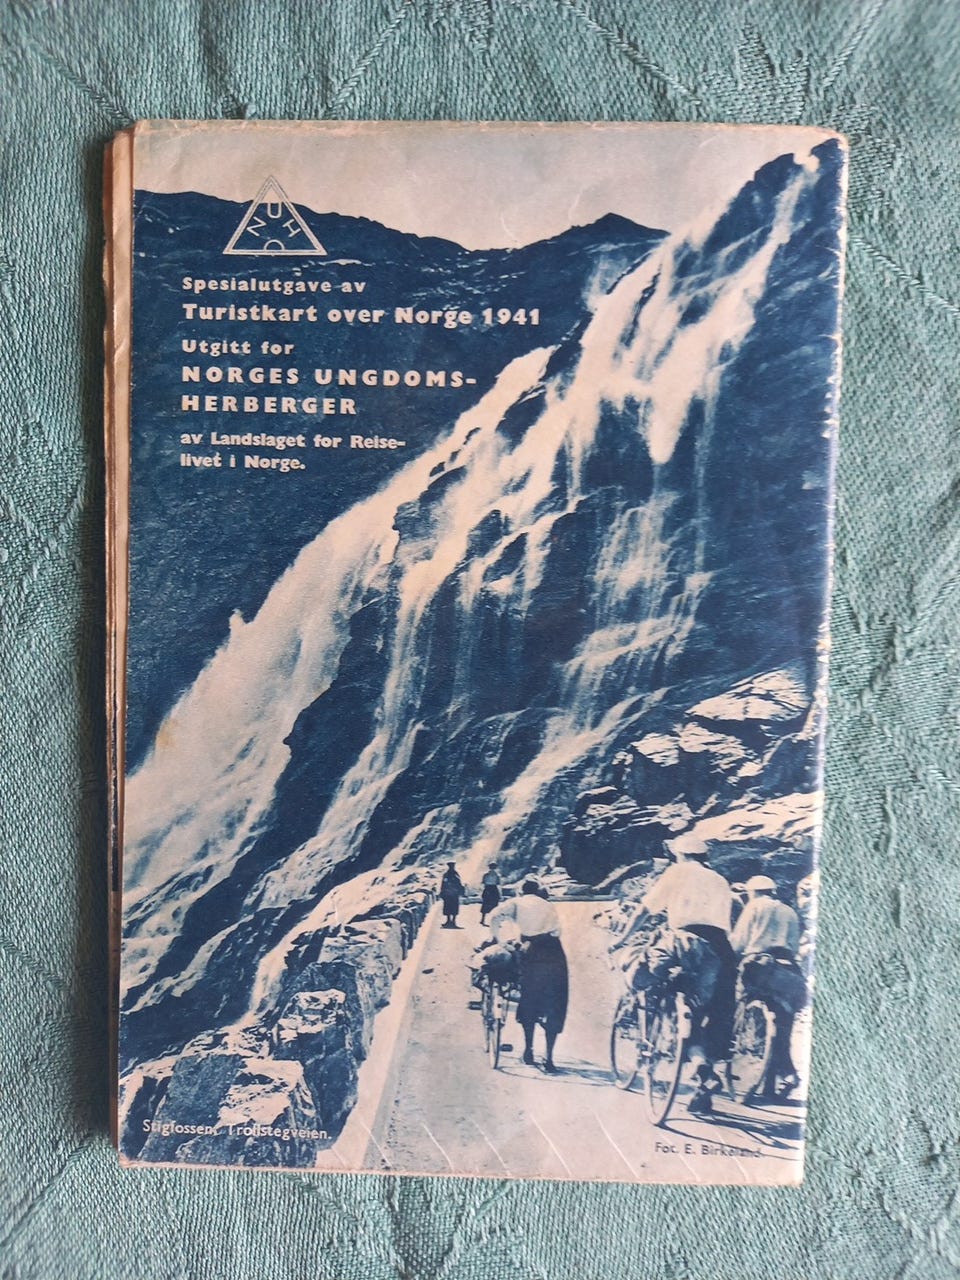 NUH
Spesialutgave av
Turistkart over Norge 1941
Utgitt for
NORGES UNGDOMS-
HERBERGER
av Landslaget for Reise-
livet i Norge.
Stigfossen, Trollstegveien.
Fot. E. Birkeland.